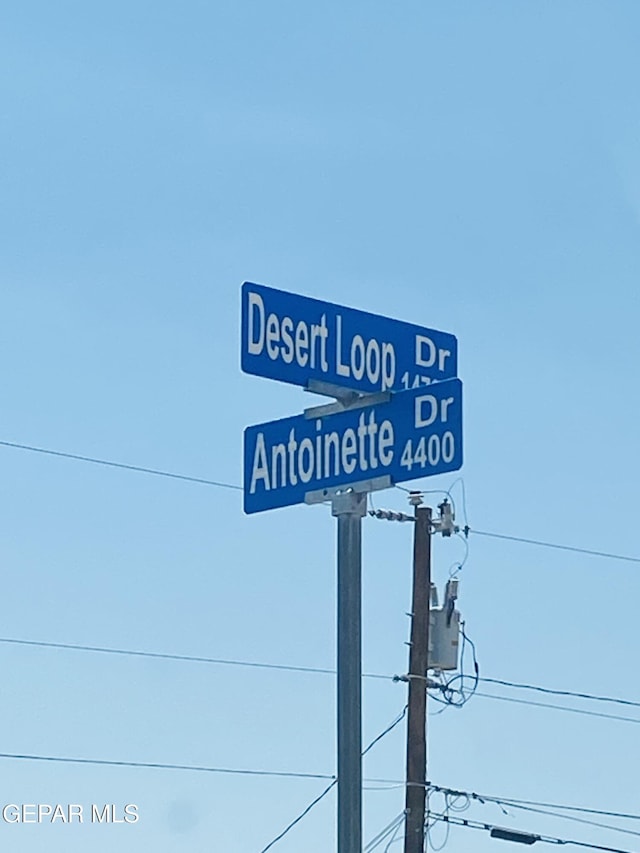 Desert Loop Dr
Antoinette Dr
4400
GEPAR MLS